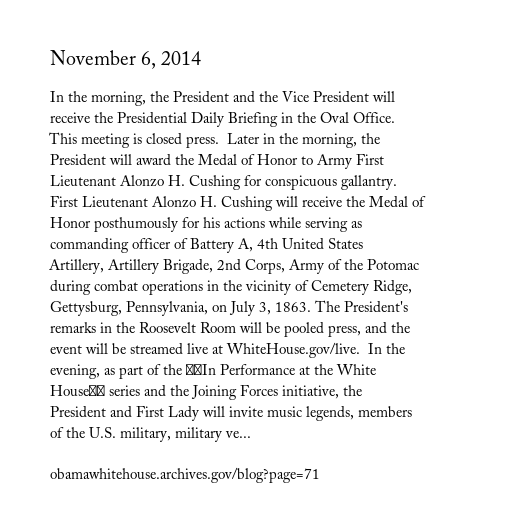 November 6, 2014
In the morning, the President and the Vice President will
receive the Presidential Daily Briefing in the Oval Office.
This meeting is closed press.  Later in the morning, the
President will award the Medal of Honor to Army First
Lieutenant Alonzo H. Cushing for conspicuous gallantry.
First Lieutenant Alonzo H. Cushing will receive the Medal of
Honor posthumously for his actions while serving as
commanding officer of Battery A, 4th United States
Artillery, Artillery Brigade, 2nd Corps, Army of the Potomac
during combat operations in the vicinity of Cemetery Ridge,
Gettysburg, Pennsylvania, on July 3, 1863. The President's
remarks in the Roosevelt Room will be pooled press, and the
event will be streamed live at WhiteHouse.gov/live.  In the
evening, as part of the In Performance at the White
House series and the Joining Forces initiative, the
President and First Lady will invite music legends, members
of the U.S. military, military ve...
obamawhitehouse.archives.gov/blog?page=71